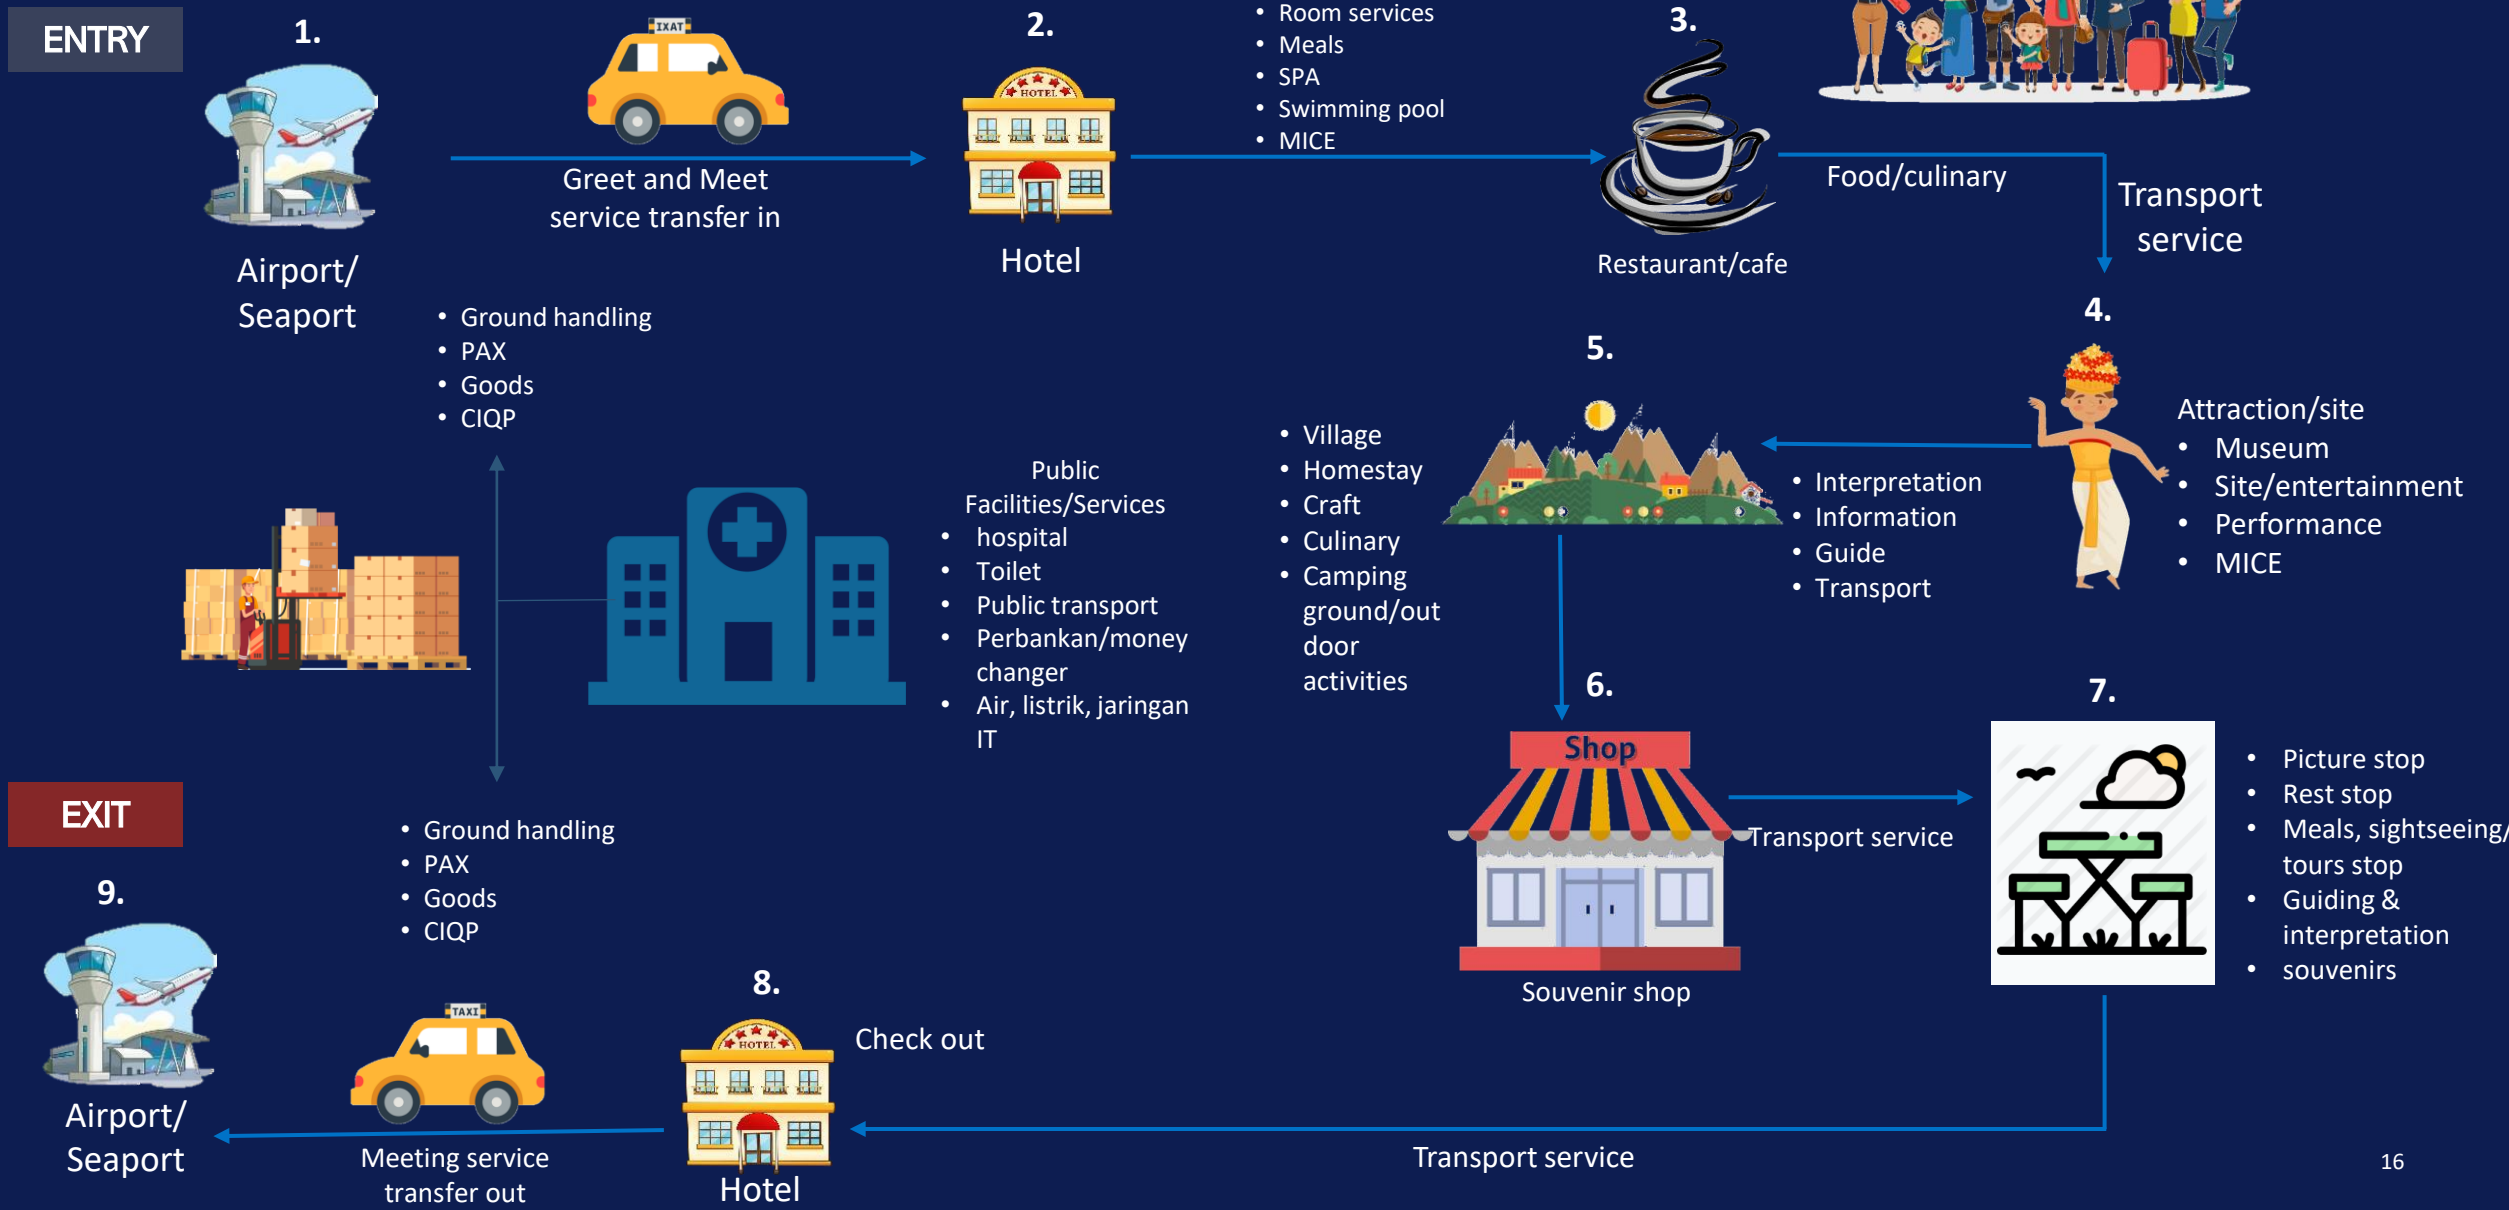 ENTRY
1.
IXAT
Greet and Meet
service transfer in
Airport/
Seaport
2.
HOTEL
Hotel
• Room services
• Meals
• SPA
• Swimming pool
• MICE
3.
Restaurant/cafe
Food/culinary
Transport
service
4.
Attraction/site
• Museum
• Site/entertainment
• Performance
• MICE
• Interpretation
• Information
• Guide
• Transport
5.
• Village
• Homestay
• Craft
• Culinary
• Camping
ground/out
door
activities
• Ground handling
• PAX
• Goods
• CIQP
Public
Facilities/Services
• hospital
• Toilet
• Public transport
• Perbankan/money
changer
• Air, listrik, jaringan
IT
6.
Shop
Souvenir shop
Transport service
7.
• Picture stop
• Rest stop
• Meals, sightseeing/
tours stop
• Guiding &
interpretation
• souvenirs
Transport service
8.
HOTEL
Check out
Hotel
TAXI
Meeting service
transfer out
EXIT
• Ground handling
• PAX
• Goods
• CIQP
9.
Airport/
Seaport
16